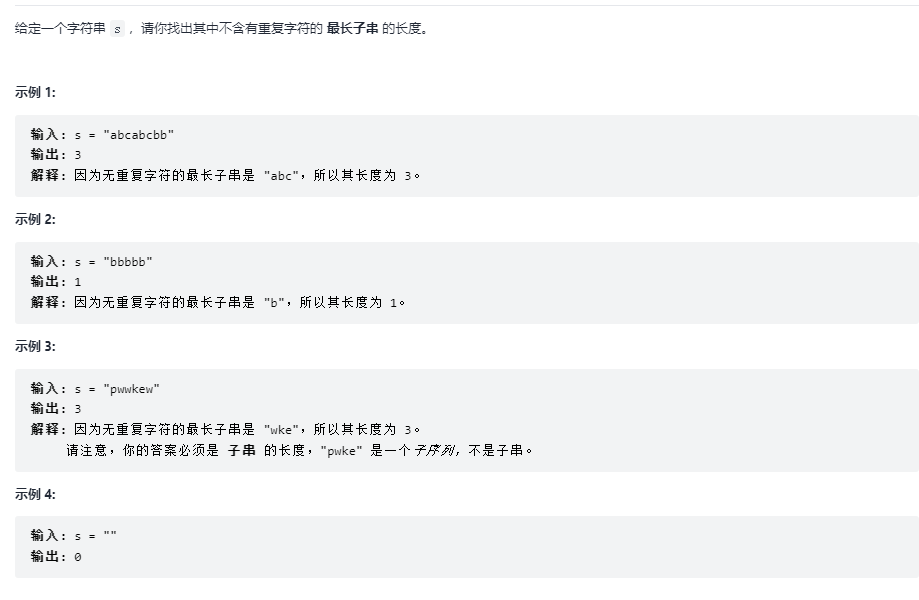 给定一个字符串 s ，请你找出其中不含有重复字符的 最长子串 的长度。
示例 1:
输入: s = "abcabcbb"
输出: 3
解释: 因为无重复字符的最长子串是 "abc"，所以其长度为 3。
示例 2:
输入: s = "bbbbb"
输出: 1
解释: 因为无重复字符的最长子串是 "b"，所以其长度为 1。
示例 3:
输入: s = "pwwkew"
输出: 3
解释: 因为无重复字符的最长子串是 "wke"，所以其长度为 3。
请注意，你的答案必须是 子串 的长度，"pwke" 是一个子序列，不是子串。
示例 4:
输入: s = ""
输出: 0